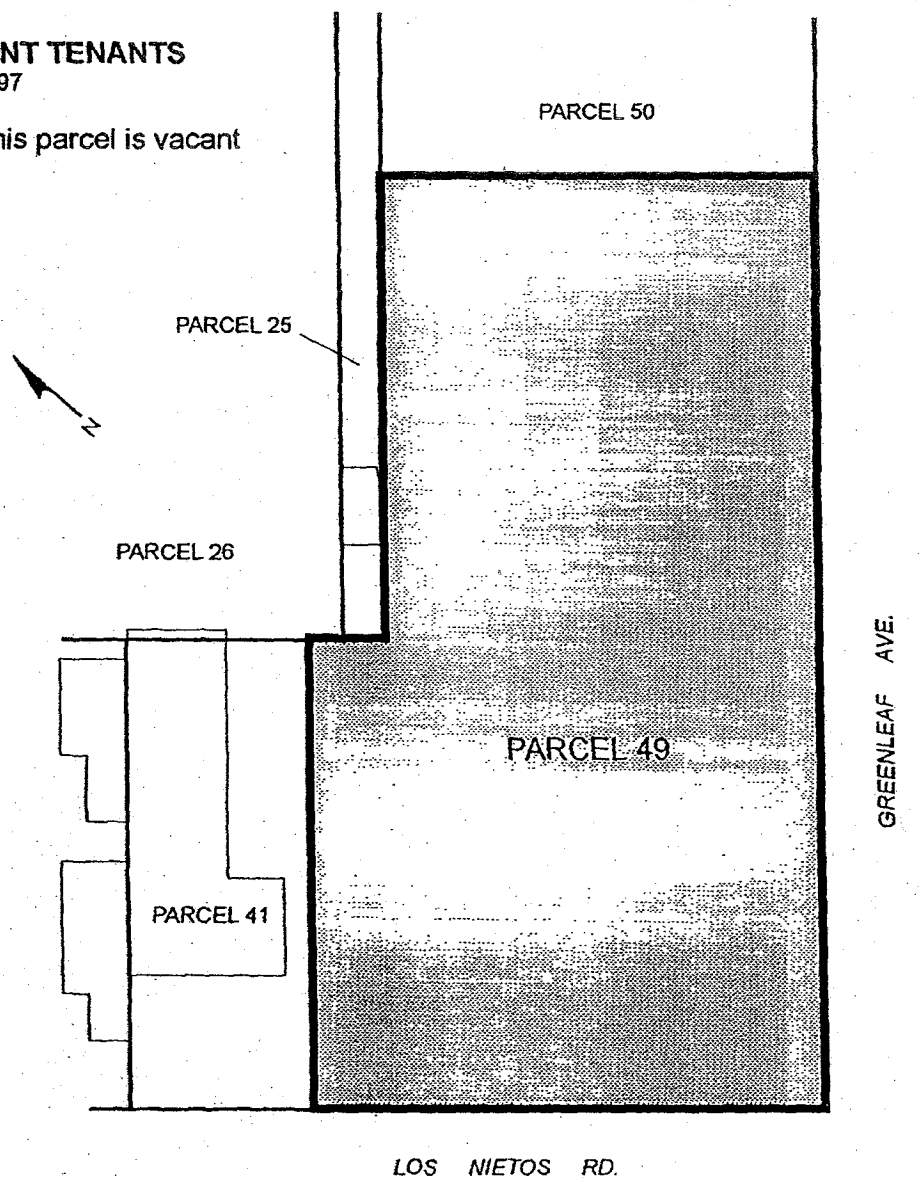 NT TENANTS
97
his parcel is vacant
PARCEL 50
PARCEL 25
N
PARCEL 26
GREENLEAF AVE.
PARCEL 49
PARCEL 41
LOS NIETOS RD.